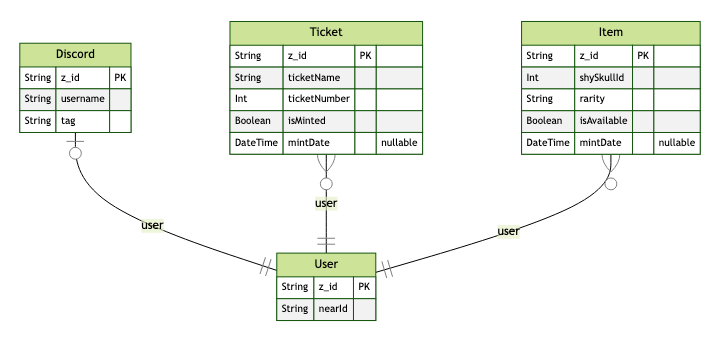 Discord
String z_id PK
String username
String tag
Ticket
String z_id PK
String ticketName
Int ticketNumber
Boolean isMinted
DateTime mintDate nullable
Item
String z_id PK
Int shySkullId
String rarity
Boolean isAvailable
DateTime mintDate nullable
user
user
user
User
String z_id PK
String nearId